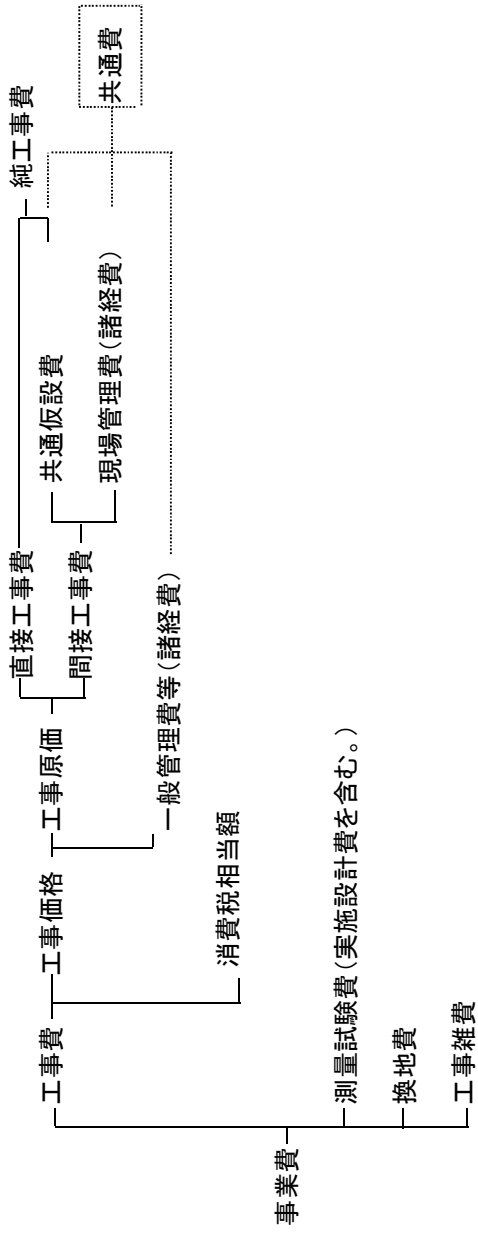 事業費
工事費
工事価格
工事原価
直接工事費
純工事費
間接工事費
共通仮設費
共通費
現場管理費(諸経費)
一般管理費等(諸経費)
消費税相当額
測量試験費(実施設計費を含む。)
換地費
工事雑費